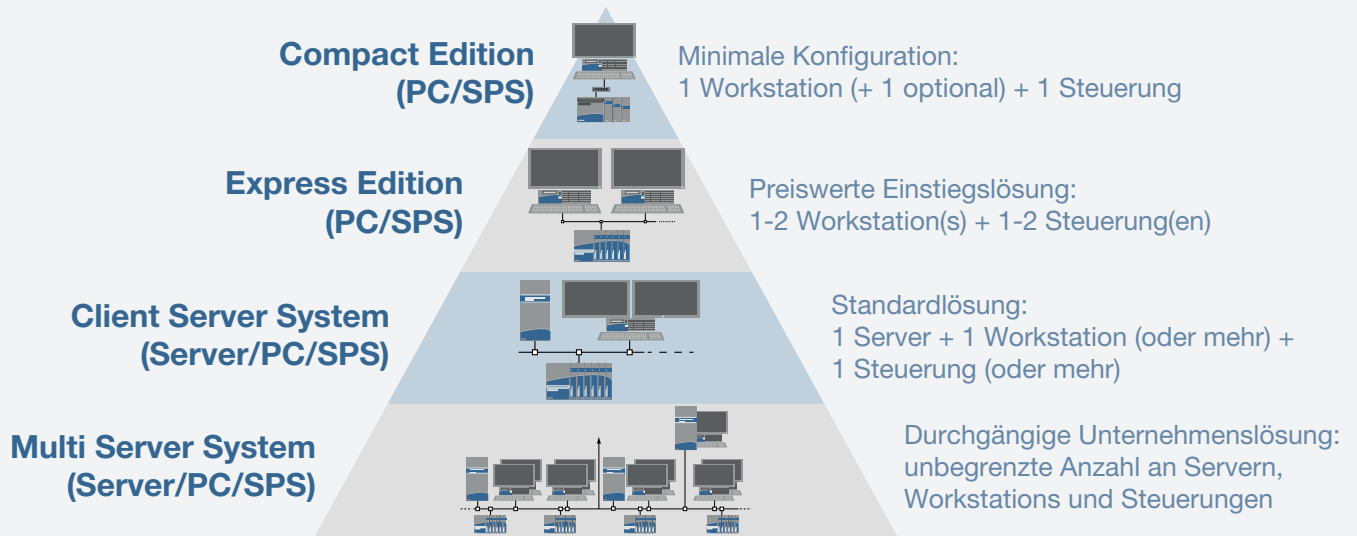 Compact Edition
(PC/SPS)
Minimale Konfiguration:
1 Workstation (+ 1 optional) + 1 Steuerung
Express Edition
(PC/SPS)
Preiswerte Einstiegslösung:
1-2 Workstation(s) + 1-2 Steuerung(en)
Client Server System
(Server/PC/SPS)
Standardlösung:
1 Server + 1 Workstation (oder mehr) +
1 Steuerung (oder mehr)
Multi Server System
(Server/PC/SPS)
Durchgängige Unternehmenslösung:
unbegrenzte Anzahl an Servern,
Workstations und Steuerungen